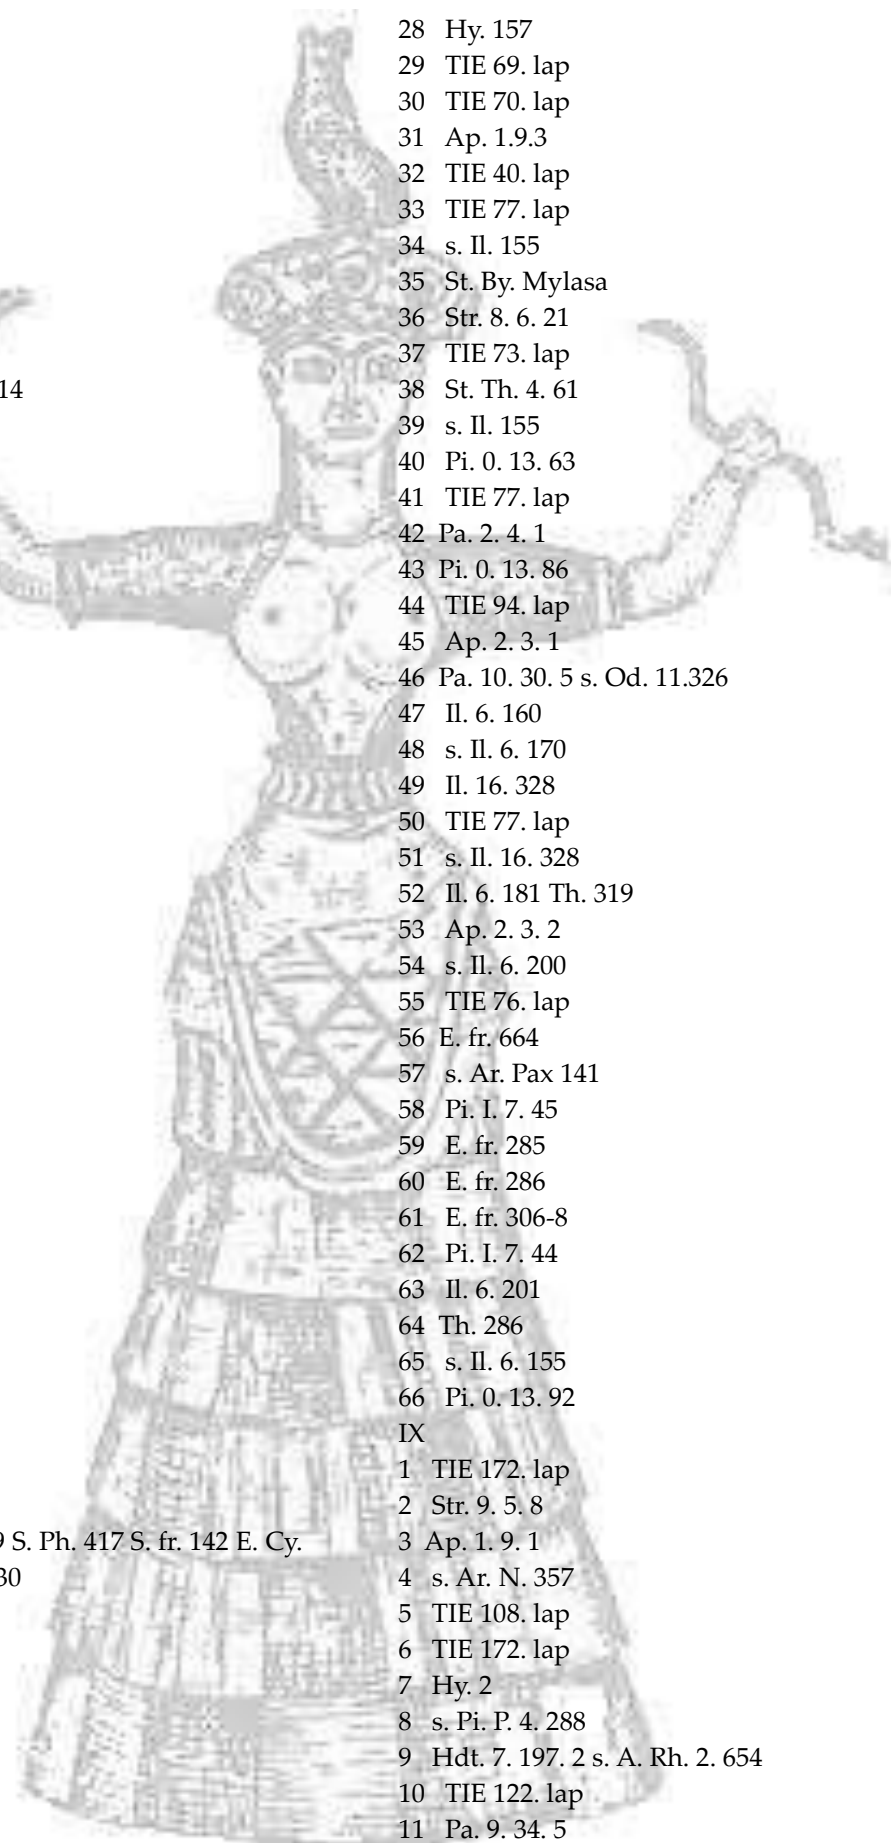 14
9 S. Ph. 417 S. fr. 142 E. Cy.
30
28 Hy. 157
29 TIE 69. lap
30 TIE 70. lap
31 Ap. 1.9.3
32 TIE 40. lap
33 TIE 77. lap
34 s. Il. 155
35 St. By. Mylasa
36 Str. 8. 6. 21
37 TIE 73. lap
38 St. Th. 4. 61
39 s. Il. 155
40 Pi. 0. 13. 63
41 TIE 77. lap
42 Pa. 2. 4. 1
43 Pi. 0. 13. 86
44 TIE 94. lap
45 Ap. 2. 3. 1
46 Pa. 10. 30. 5 s. Od. 11.326
47 Il. 6. 160
48 s. Il. 6. 170
49 Il. 16. 328
50 TIE 77. lap
51 s. Il. 16. 328
52 Il. 6. 181 Th. 319
53 Ap. 2. 3. 2
54 s. Il. 6. 200
55 TIE 76. lap
56 E. fr. 664
57 s. Ar. Pax 141
58 Pi. I. 7. 45
59 E. fr. 285
60 E. fr. 286
61 E. fr. 306-8
62 Pi. I. 7. 44
63 Il. 6. 201
64 Th. 286
65 s. Il. 6. 155
66 Pi. 0. 13. 92
IX
1 TIE 172. lap
2 Str. 9. 5. 8
3 Ap. 1. 9. 1
4 s. Ar. N. 357
5 TIE 108. lap
6 TIE 172. lap
7 Hy. 2
8 s. Pi. P. 4. 288
9 Hdt. 7. 197. 2 s. A. Rh. 2. 654
10 TIE 122. lap
11 Pa. 9. 34. 5